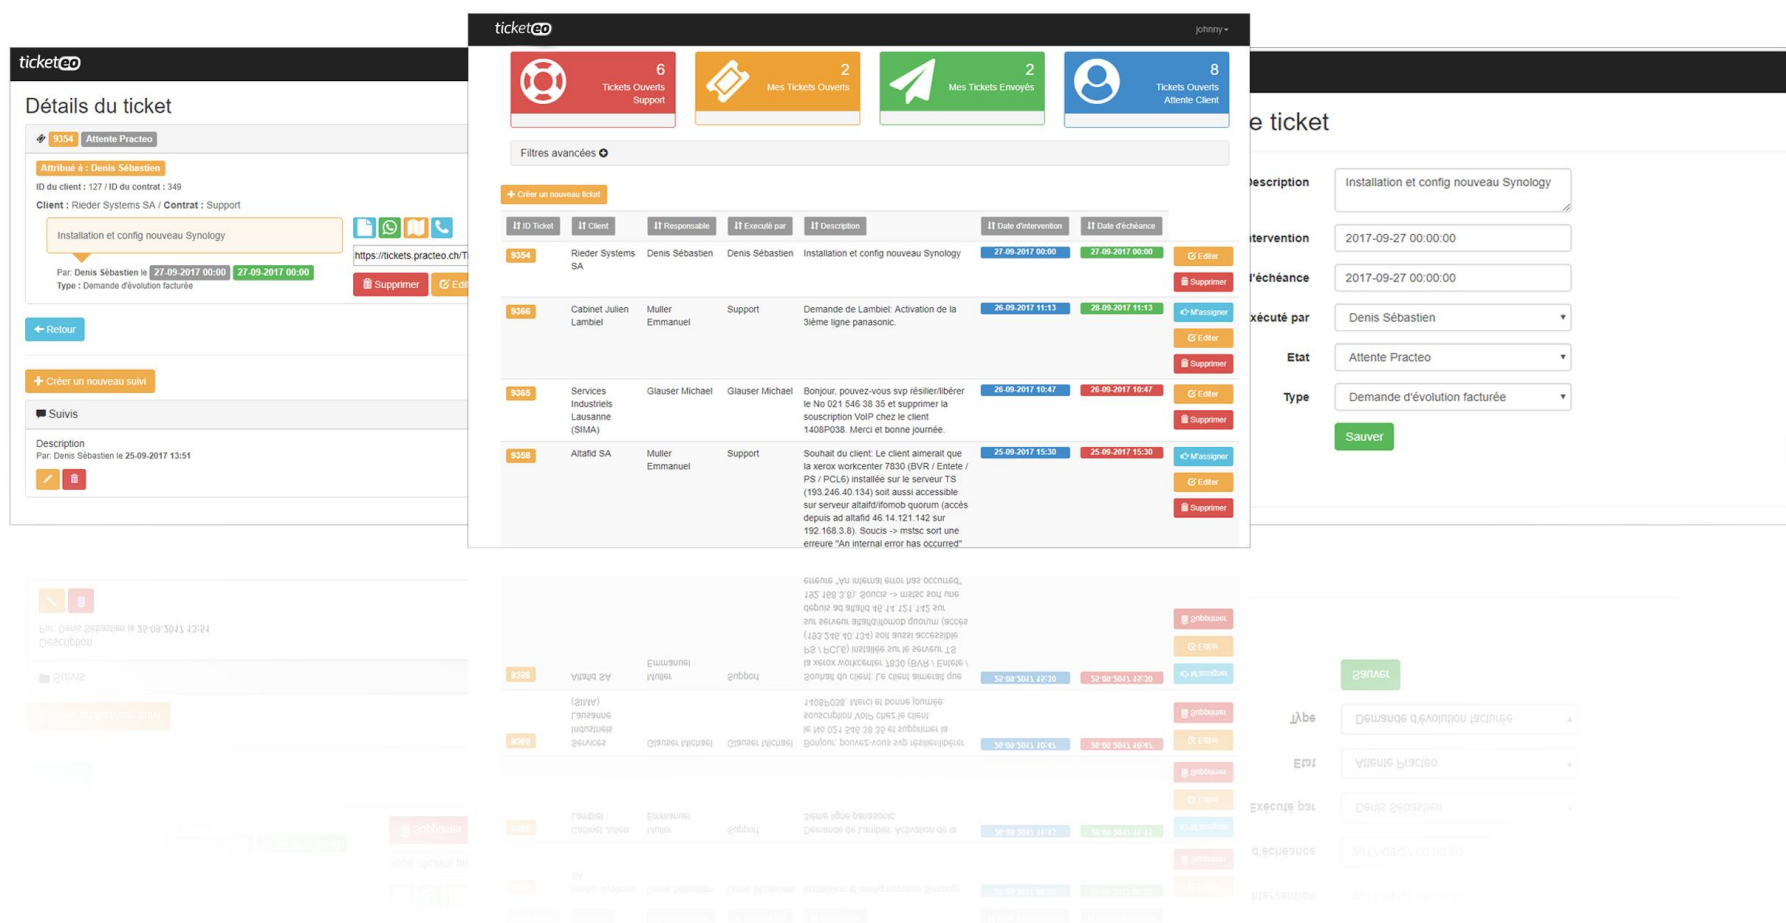 ticketeo
Détails du ticket
9354 Attente Practeo
Attribué à : Denis Sébastien
ID du client : 127 / ID du contrat : 349
Client : Rieder Systems SA / Contrat : Support
Installation et config nouveau Synology
Par: Denis Sébastien le 27-09-2017 00:00 27-09-2017 00:00
Type : Demande d'évolution facturée
https://tickets.practeo.ch/Ti
Supprimer Edit
Retour
Créer un nouveau suivi
Suivis
Description
Par: Denis Sébastien le 25-09-2017 13:51
ticketeo johnny
6
Tickets Ouverts
Support
2
Mes Tickets Ouverts
2
Mes Tickets Envoyés
8
Tickets Ouverts
Attente Client
Filtres avancées
Créer un nouveau ticket
ID Ticket Client Responsable Executé par Description Date d'intervention Date d'échéance
9354 Rieder Systems Denis Sébastien Denis Sébastien Installation et config nouveau Synology 27-09-2017 00:00 27-09-2017 00:00 Editer
SA
Supprimer
9366 Cabinet Julien Muller Support Demande de Lambiel: Activation de la 26-09-2017 11:13 28-09-2017 11:13 M'assigner
Lambiel Emmanuel 3ième ligne panasonic.
Editer
Supprimer
9365 Services Glauser Michael Glauser Michael Bonjour, pouvez-vous svp résilier/libérer 26-09-2017 10:47 26-09-2017 10:47 Editer
Industriels le No 021 546 38 35 et supprimer la
Lausanne souscription VoIP chez le client Supprimer
(SIMA) 1408P038. Merci et bonne journée.
9358 Altafid SA Muller Support Souhait du client: Le client aimerait que 25-09-2017 15:30 25-09-2017 15:30 M'assigner
Emmanuel la xerox workcenter 7830 (BVR / Entete /
PS / PCL6) installée sur le serveur TS Editer
(193.246.40.134) soit aussi accessible
sur serveur altaifd/ifomob quorum (accès Supprimer
depuis ad altafid 46.14.121.142 sur
192.168.3.8). Soucis -> mstsc sort une
erreure "An internal error has occurred"
e ticket
Description Installation et config nouveau Synology
ntervention 2017-09-27 00:00:00
d'échéance 2017-09-27 00:00:00
xécuté par Denis Sébastien
Etat Attente Practeo
Type Demande d'évolution facturée
Sauver